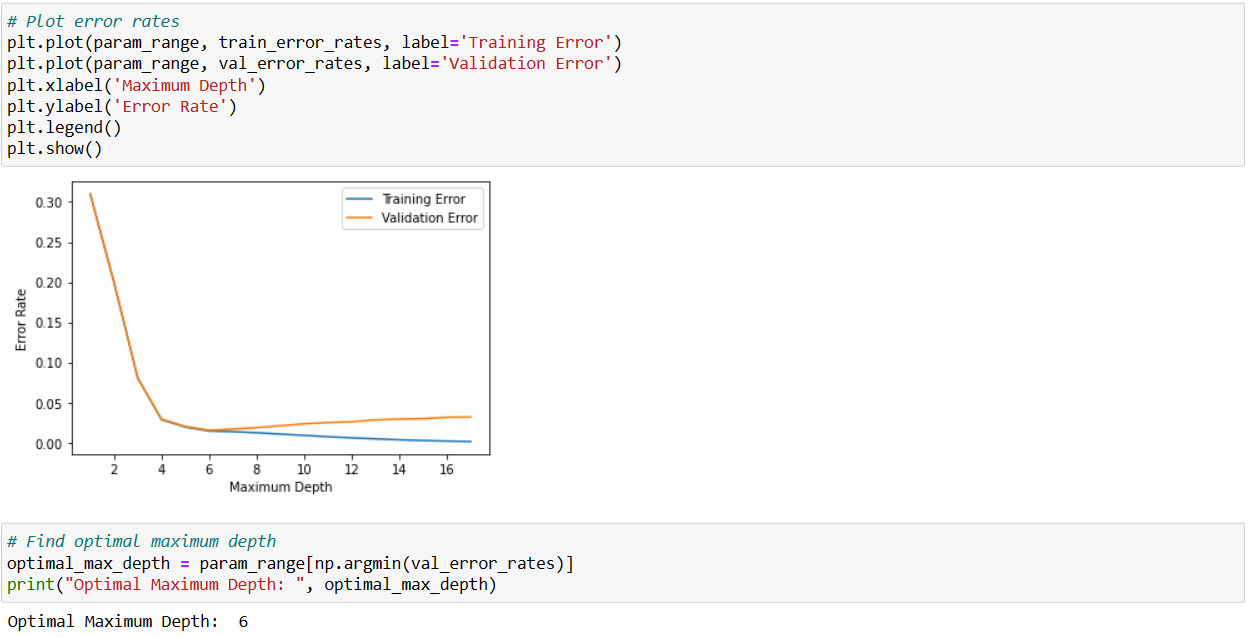 # Plot error rates
plt.plot(param_range, train_error_rates, label='Training Error')
plt.plot(param_range, val_error_rates, label='Validation Error')
plt.xlabel('Maximum Depth')
plt.ylabel('Error Rate')
plt.legend()
plt.show()
Training Error
Validation Error
0.30
0.25
0.20
0.15
0.10
0.05
0.00
Error Rate
2 4 6 8 10 12 14 16
Maximum Depth
# Find optimal maximum depth
optimal_max_depth = param_range[np.argmin(val_error_rates)]
print("Optimal Maximum Depth: ", optimal_max_depth)
Optimal Maximum Depth:  6